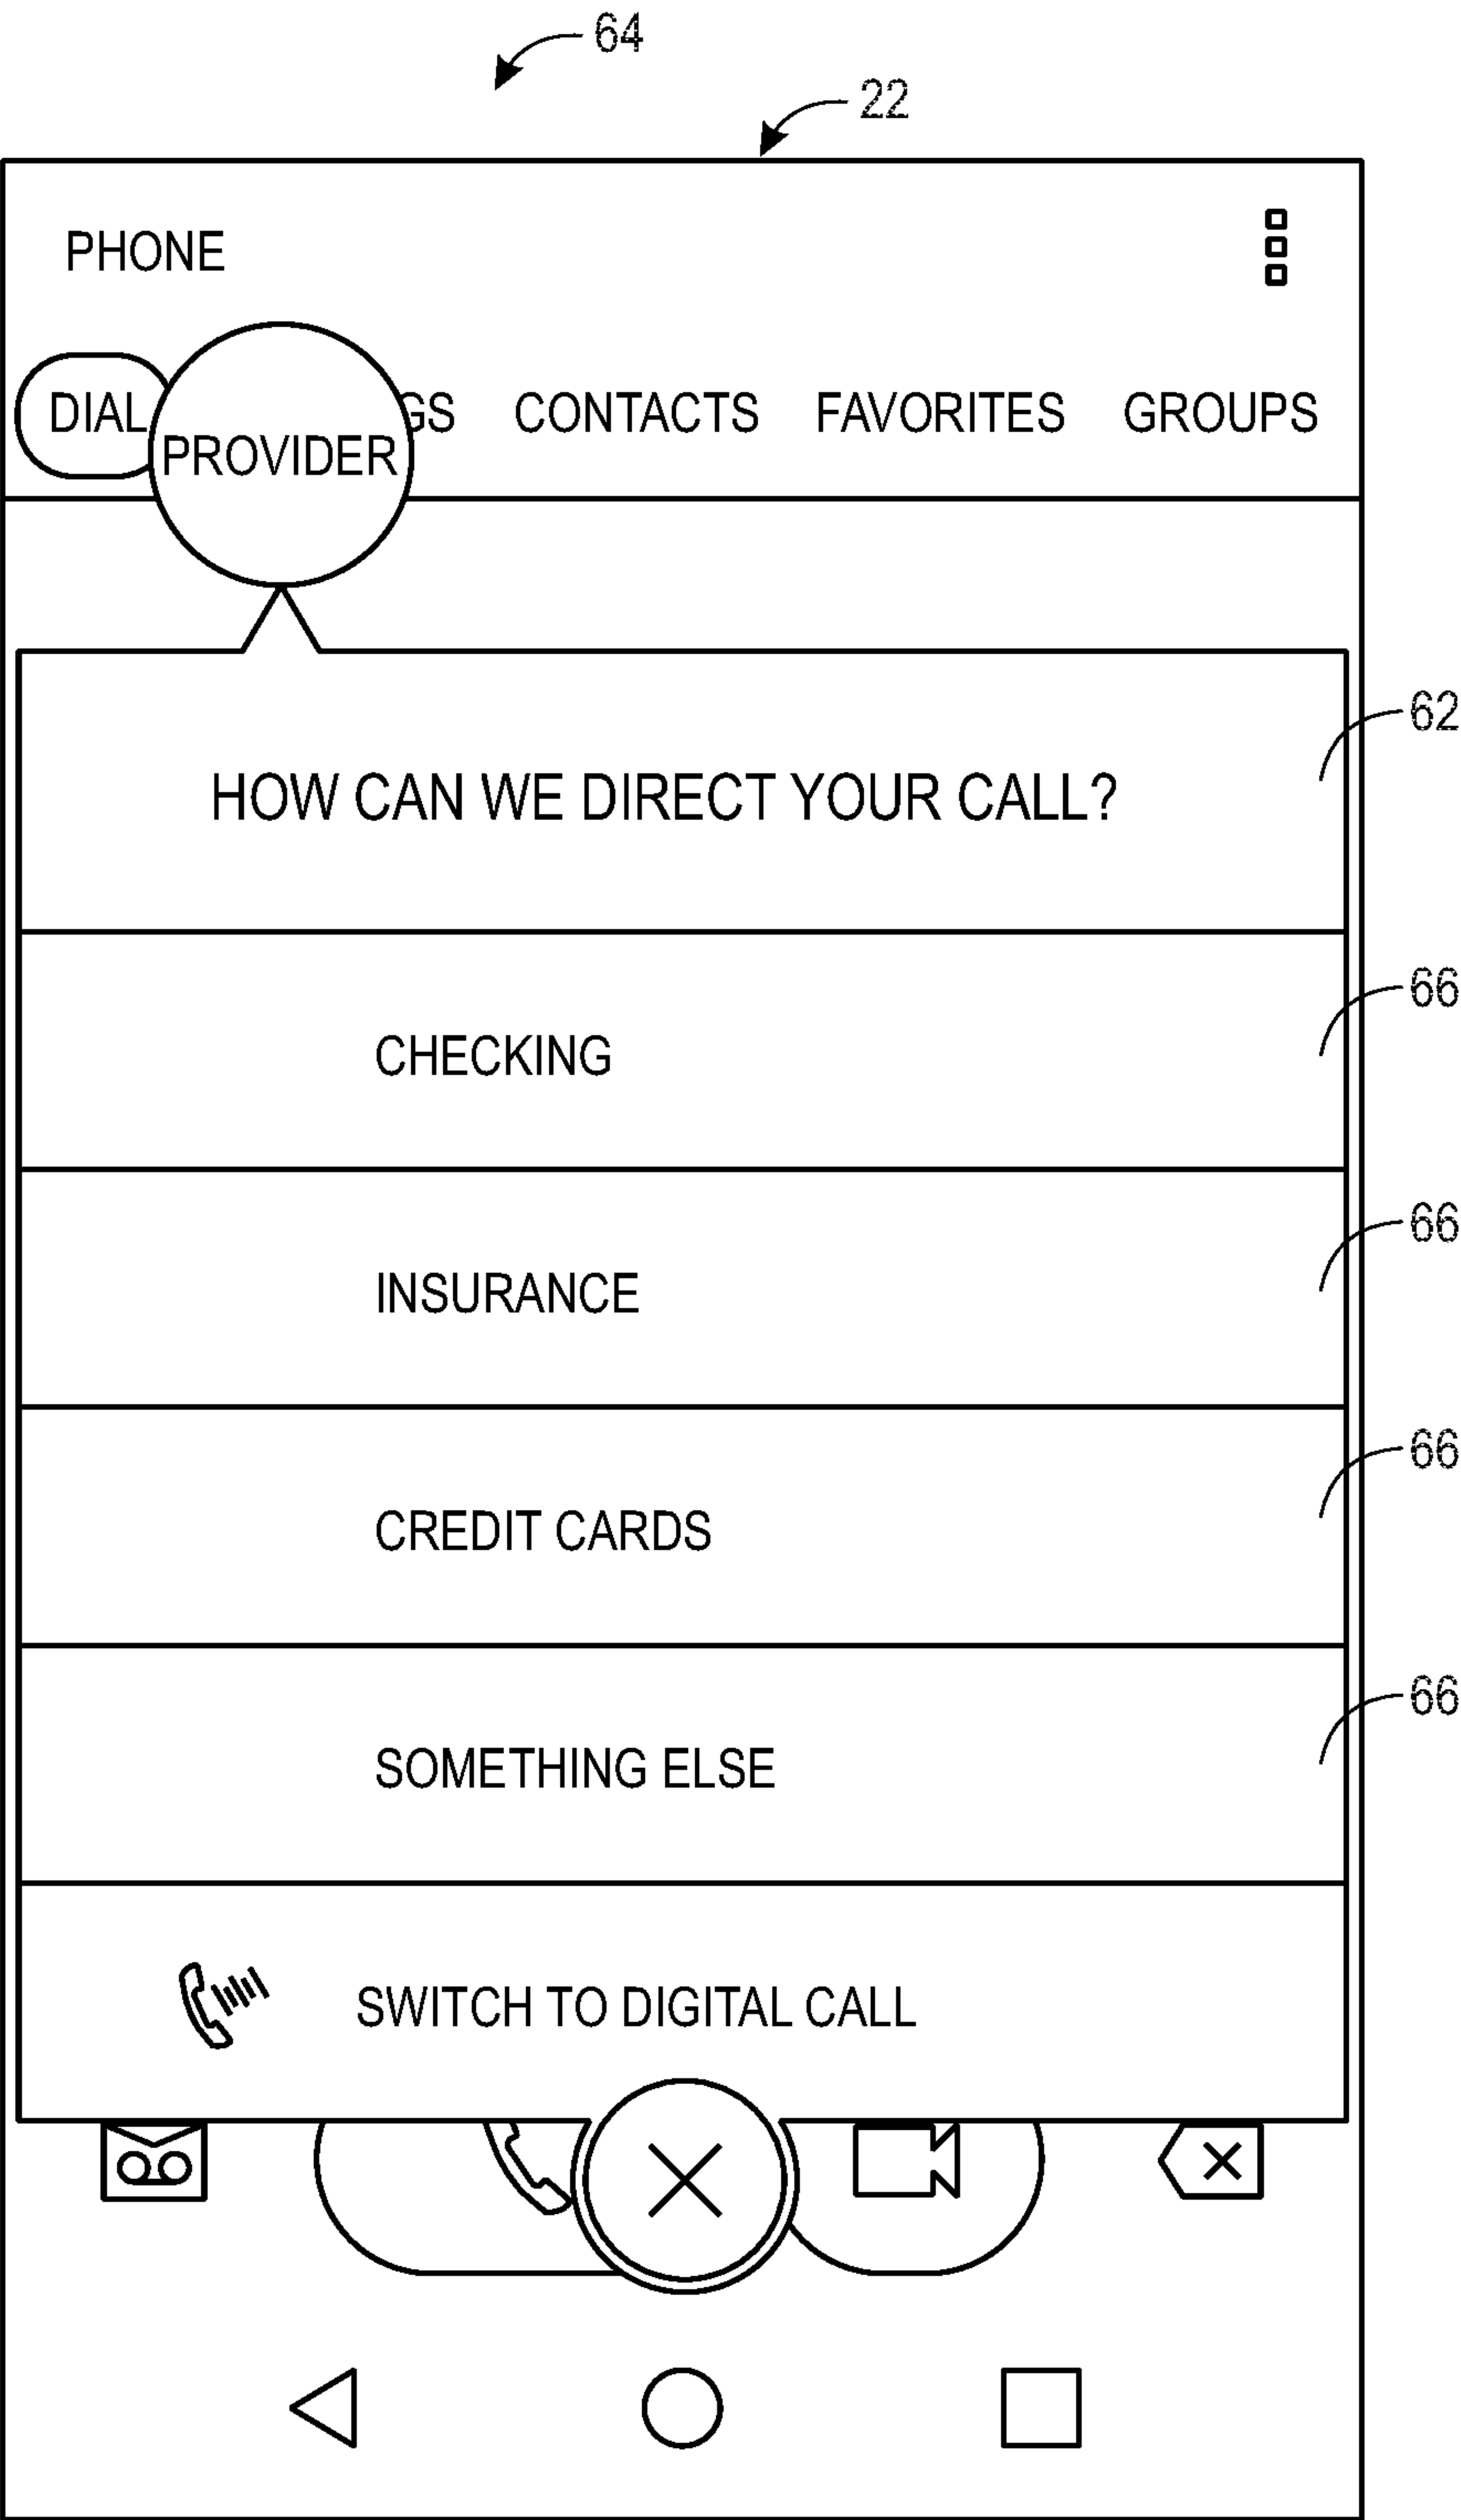 64
22
PHONE
DIAL GS CONTACTS FAVORITES GROUPS
PROVIDER
62
HOW CAN WE DIRECT YOUR CALL?
66
CHECKING
66
INSURANCE
66
CREDIT CARDS
66
SOMETHING ELSE
SWITCH TO DIGITAL CALL